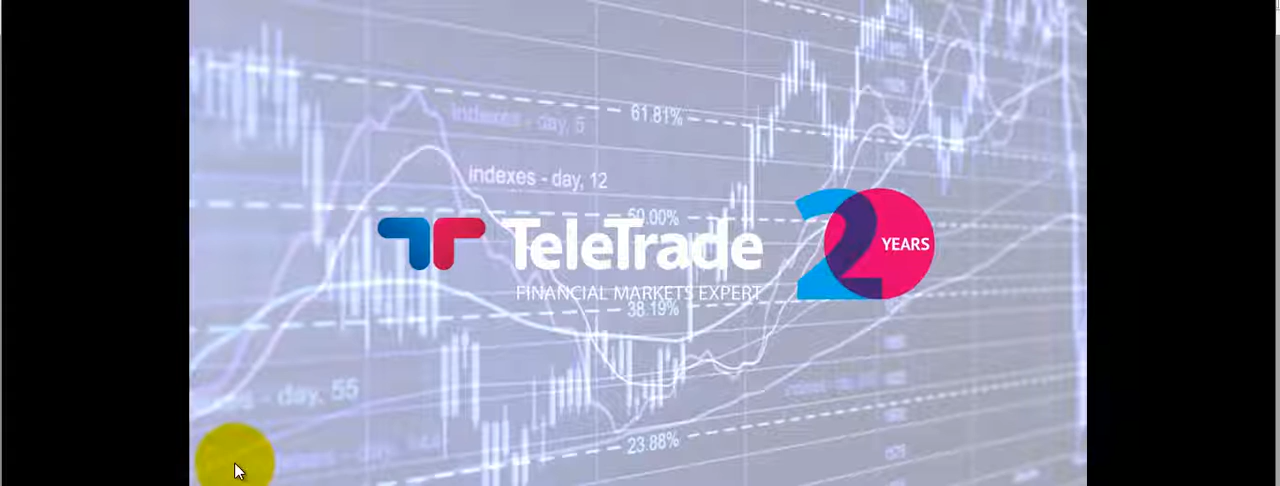 61.81%
indexes - day, 5
indexes - day, 12
50.00%
TeleTrade
20 YEARS
FINANCIAL MARKETS EXPERT
38.19%
day, 55
23.88%